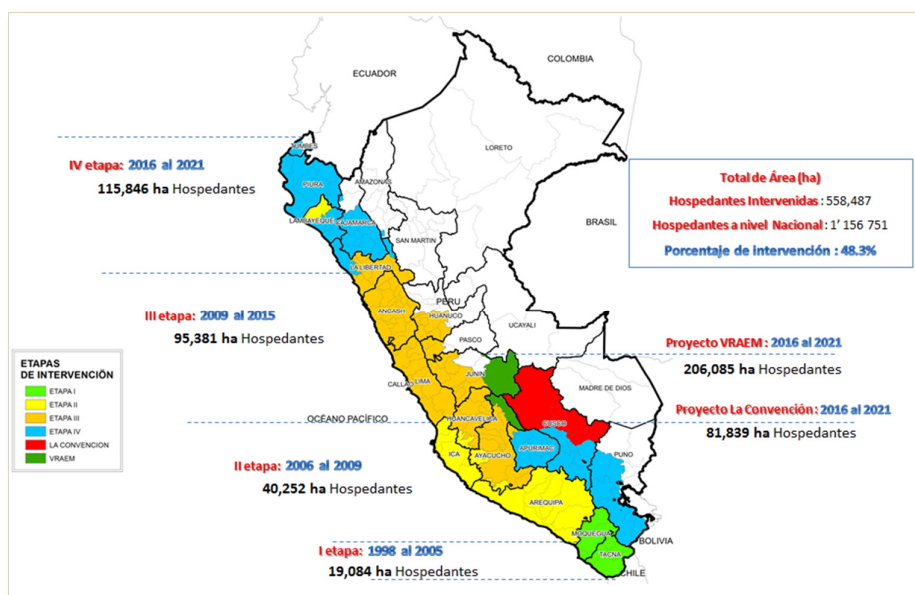 COLOMBIA
ECUADOR
TUMBES
LORETO
IV etapa: 2016 al 2021
115,846 ha Hospedantes
PIURA
AMAZONAS
LAMBAYEQUE
CAJAMARCA
SAN MARTIN
BRASIL
Total de Área (ha)
Hospedantes Intervenidas : 558,487
Hospedantes a nivel Nacional : 1’ 156 751
Porcentaje de intervención : 48.3%
LA LIBERTAD
PERU
ANCASH
HUANUCO
UCAYALI
III etapa: 2009 al 2015
95,381 ha Hospedantes
PASCO
Proyecto VRAEM : 2016 al 2021
206,085 ha Hospedantes
ETAPAS
DE INTERVENCIÓN
ETAPA I
ETAPA II
ETAPA III
ETAPA IV
LA CONVENCION
VRAEM
JUNIN
CALLAO
LIMA
MADRE DE DIOS
Proyecto La Convención: 2016 al 2021
81,839 ha Hospedantes
OCÉANO PACÍFICO
HUANCAVELICA
CUSCO
II etapa: 2006 al 2009
40,252 ha Hospedantes
ICA
AYACUCHO
APURIMAC
PUNO
AREQUIPA
MOQUEGUA
BOLIVIA
I etapa: 1998 al 2005
19,084 ha Hospedantes
TACNA
CHILE